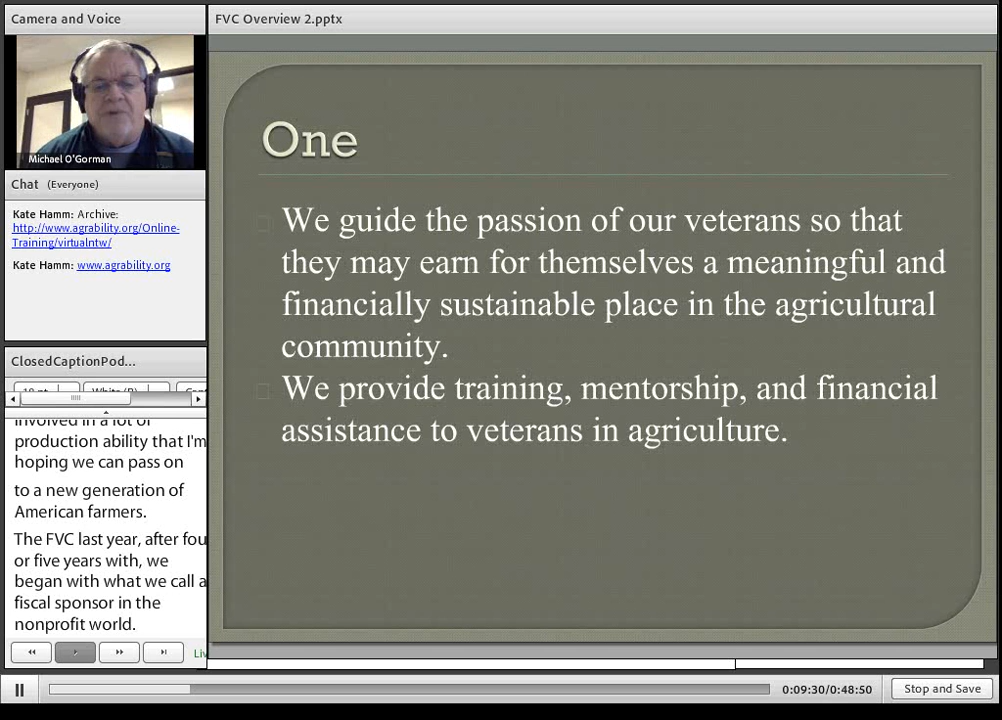 Camera and Voice
FVC Overview 2.pptx
Michael O'Gorman
Chat (Everyone)
Kate Hamm: Archive:
http://www.agrability.org/Online-
Training/virtualntw/
Kate Hamm: www.agrability.org
ClosedCaptionPod...
involved in a lot of
production ability that I'm
hoping we can pass on
to a new generation of
American farmers.
The FVC last year, after fou
or five years with, we
began with what we call a
fiscal sponsor in the
nonprofit world.
One
We guide the passion of our veterans so that
they may earn for themselves a meaningful and
financially sustainable place in the agricultural
community.
We provide training, mentorship, and financial
assistance to veterans in agriculture.
0:09:30/0:48:50
Stop and Save